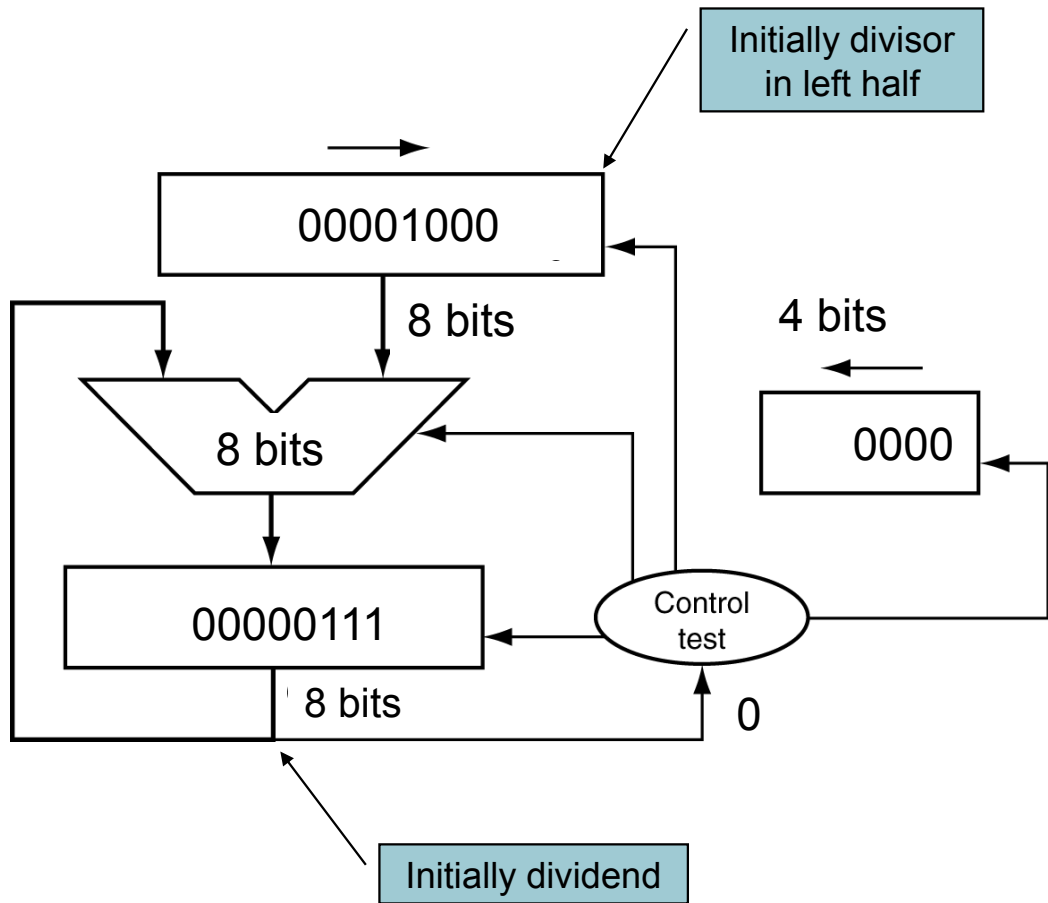 Initially divisor
in left half
00001000
8 bits
4 bits
8 bits
0000
00000111
Control
test
8 bits
0
Initially dividend